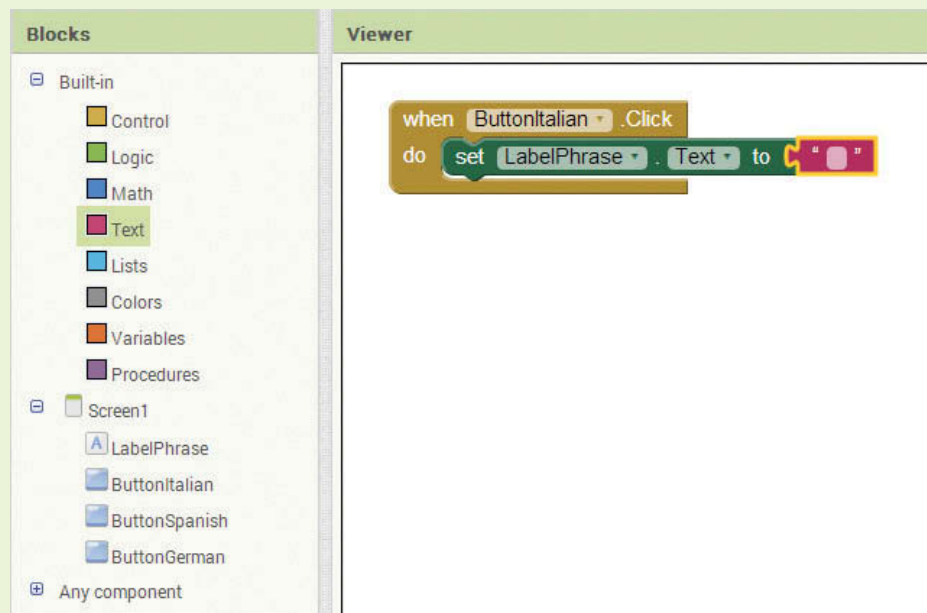 Blocks
Built-in
Control
Logic
Math
Text
Lists
Colors
Variables
Procedures
Screen1
A LabelPhrase
ButtonItalian
ButtonSpanish
ButtonGerman
Any component
Viewer
when ButtonItalian .Click
do set LabelPhrase . Text to " "